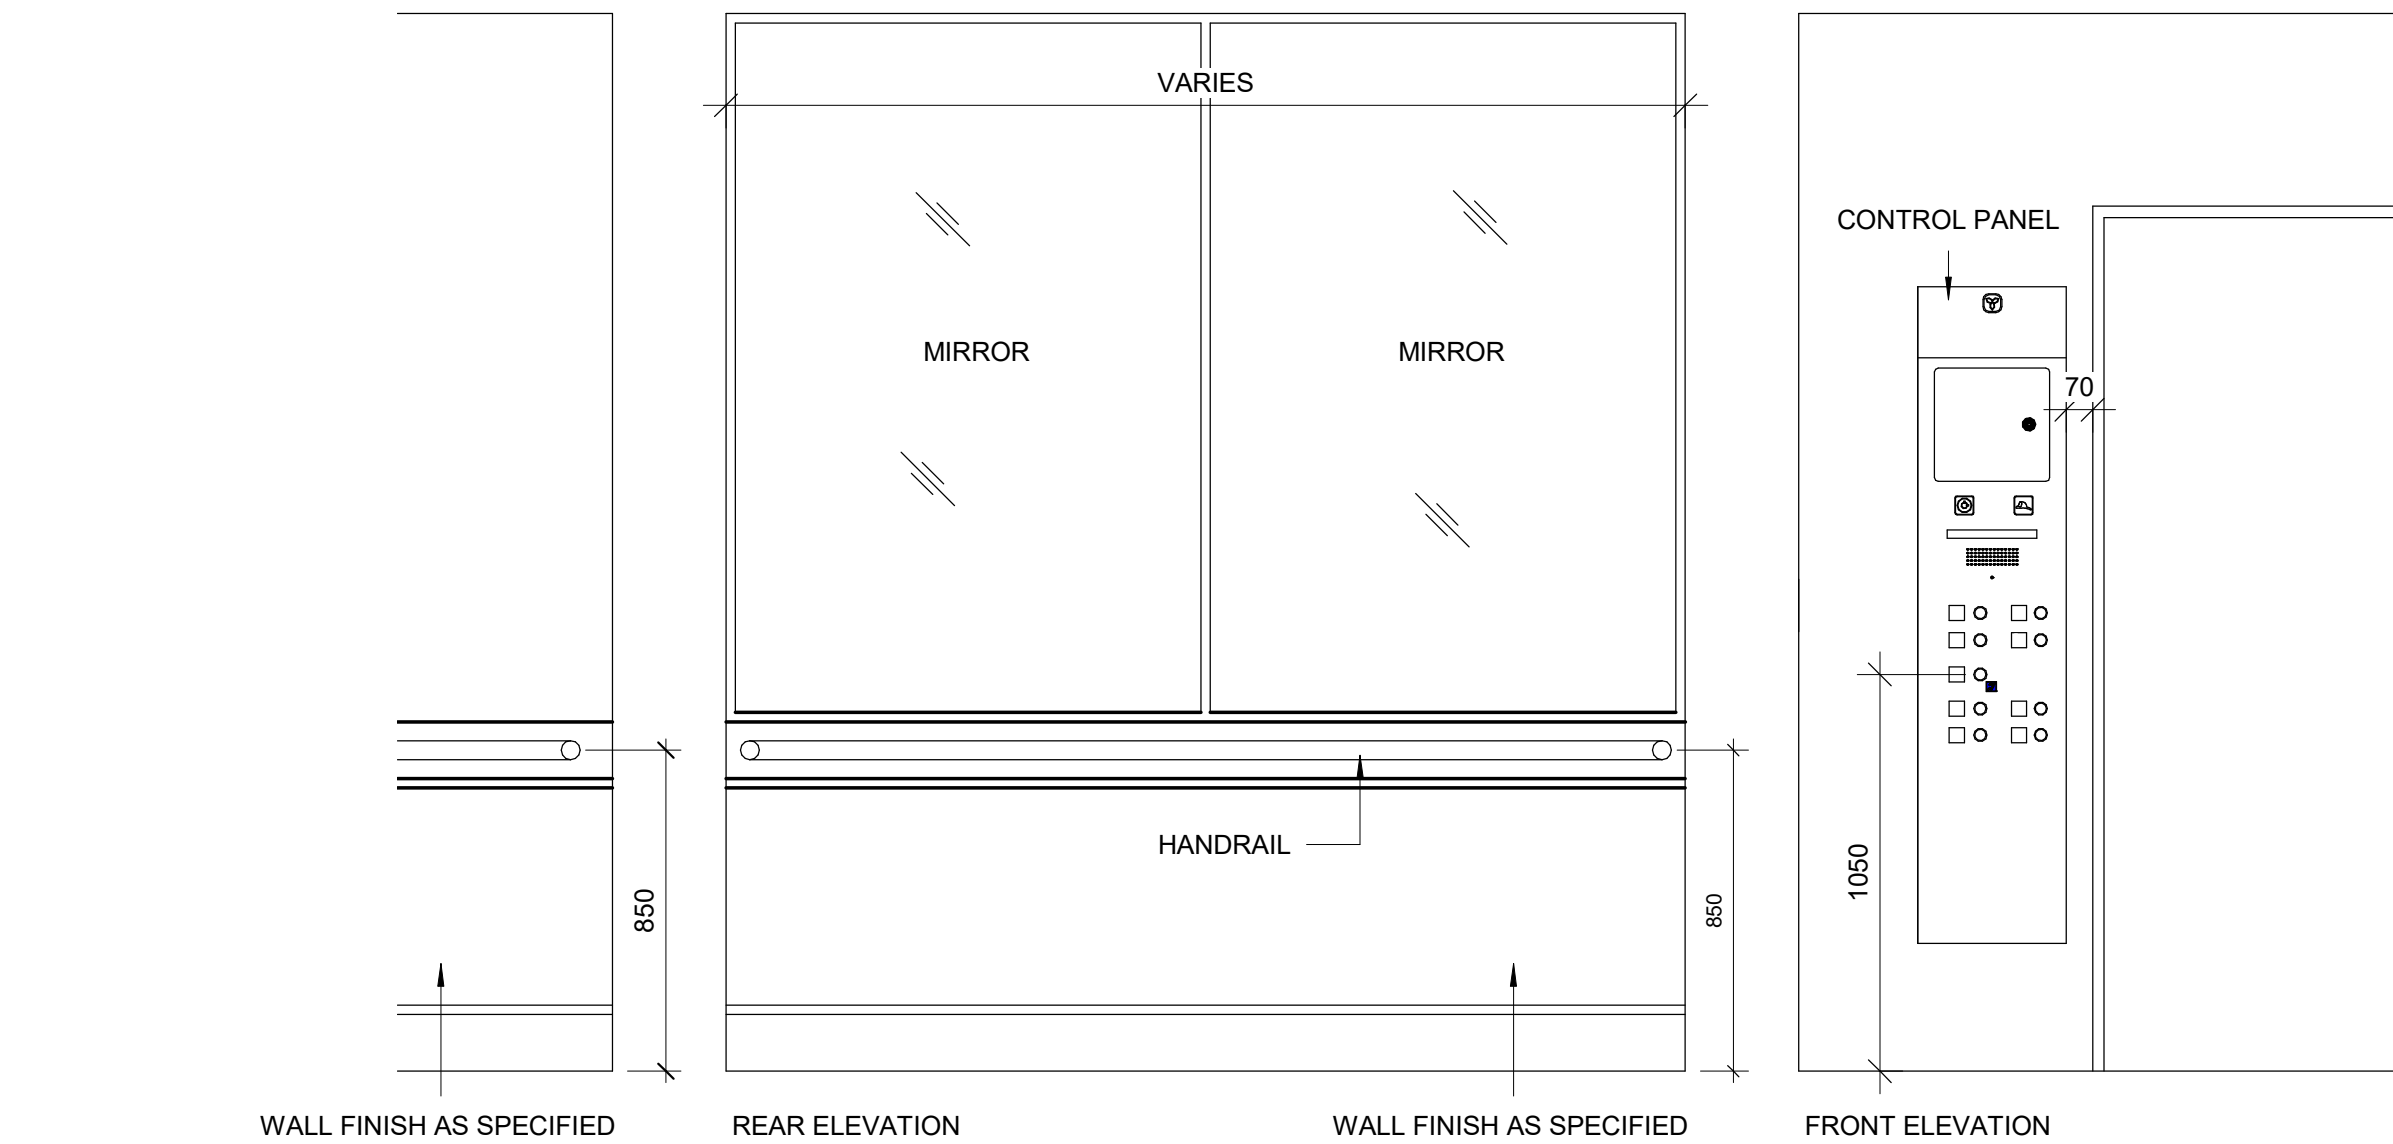 VARIES
CONTROL PANEL
MIRROR
MIRROR
70
HANDRAIL
1050
850
850
WALL FINISH AS SPECIFIED
REAR ELEVATION
WALL FINISH AS SPECIFIED
FRONT ELEVATION